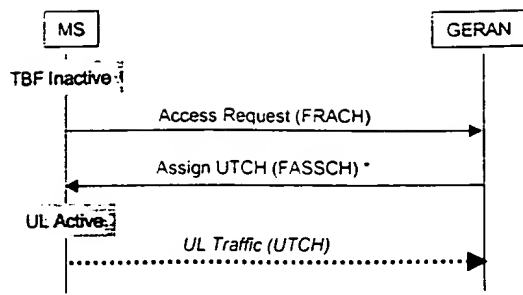 MS GERAN
TBF Inactive
Access Request (FRACH)
Assign UTCH (FASSCH) *
UL Active
UL Traffic (UTCH)